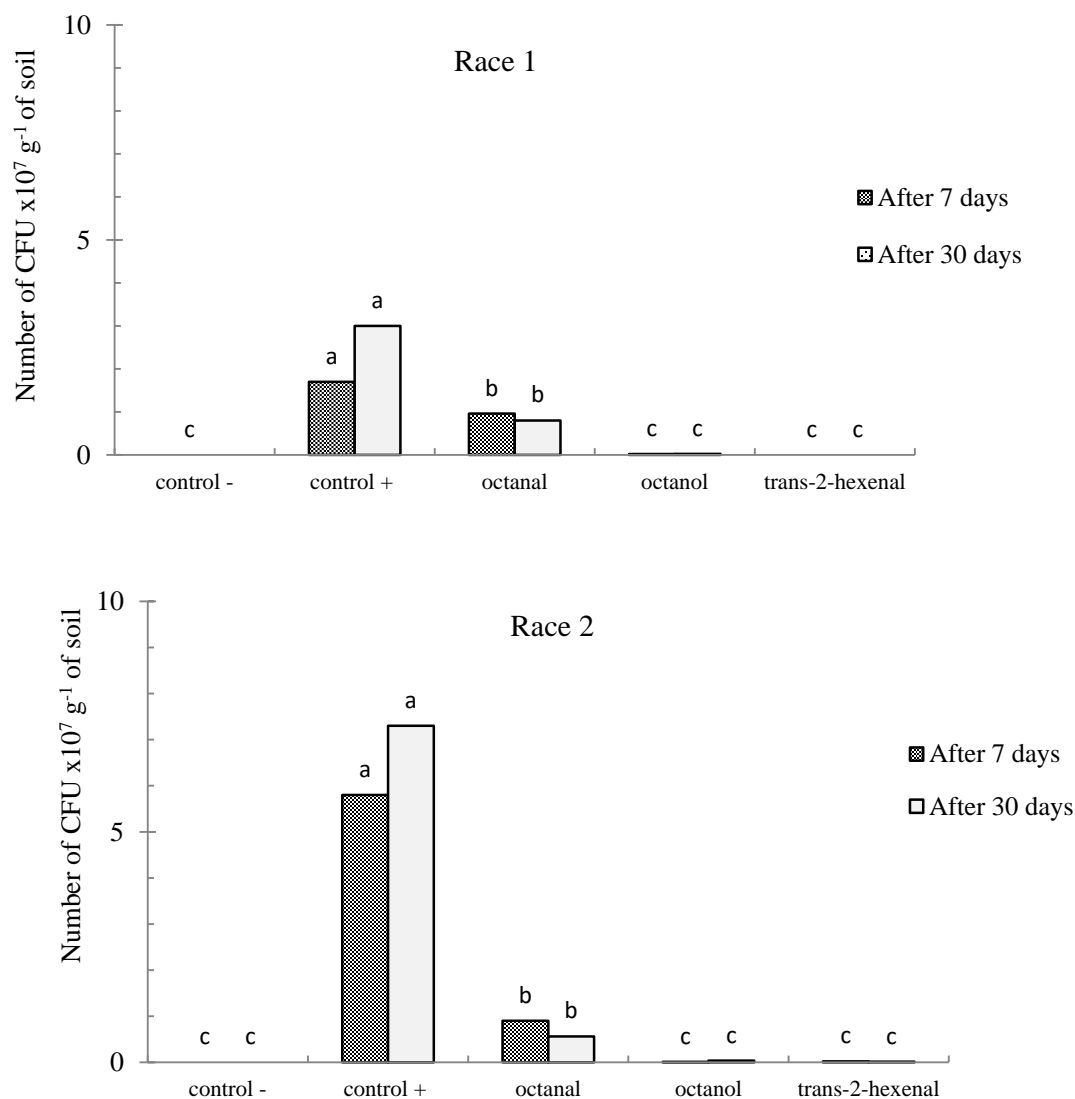 Race 1
Number of CFU x10⁷ g⁻¹ of soil
10
5
0
After 7 days
After 30 days
c
a
a
b
b
c
c
c
c
control -
control +
octanal
octanol
trans-2-hexenal
Race 2
Number of CFU x10⁷ g⁻¹ of soil
10
5
0
After 7 days
After 30 days
c
c
a
a
b
b
c
c
c
c
control -
control +
octanal
octanol
trans-2-hexenal